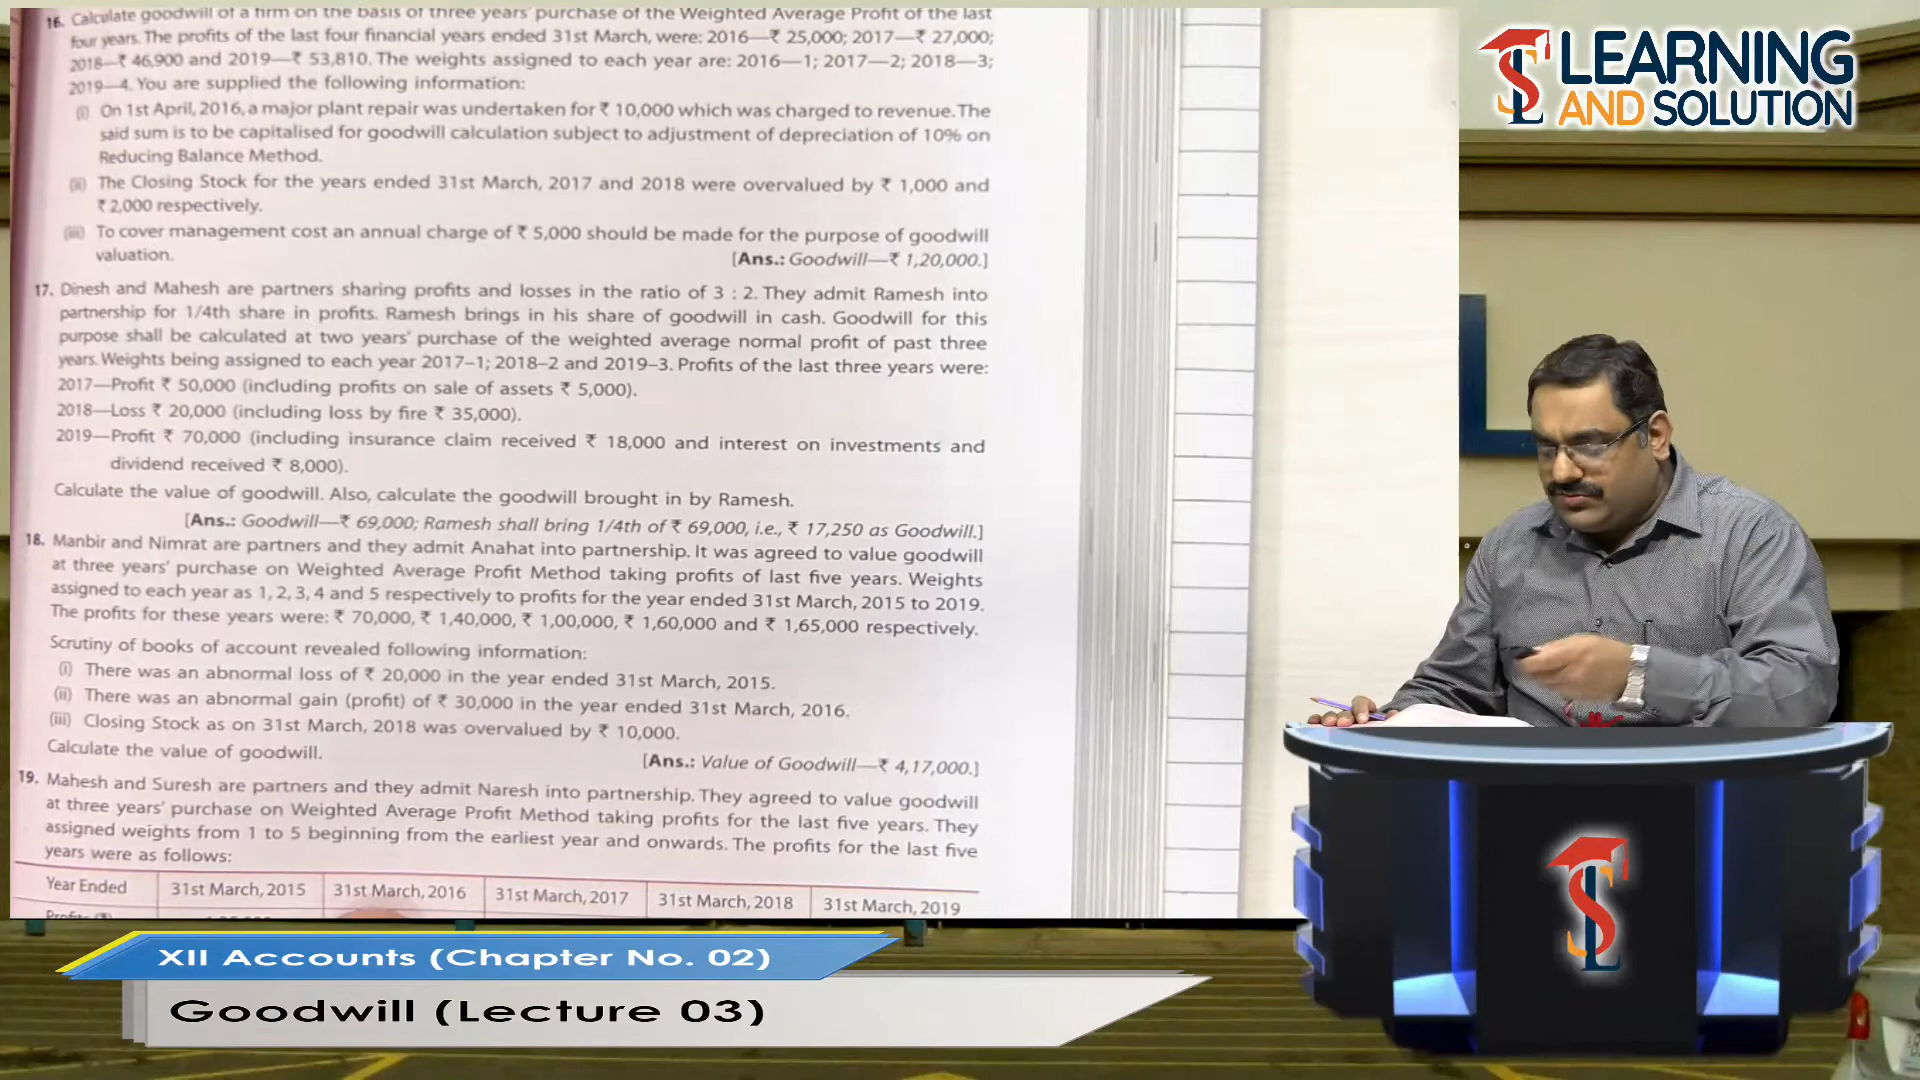 16. Calculate goodwill of a firm on the basis of three years' purchase of the Weighted Average Profit of the last
four years. The profits of the last four financial years ended 31st March, were: 2016—₹ 25,000; 2017—₹ 27,000;
2018—₹ 46,900 and 2019—₹ 53,810. The weights assigned to each year are: 2016—1; 2017—2; 2018—3;
2019—4. You are supplied the following information:
(i) On 1st April, 2016, a major plant repair was undertaken for ₹ 10,000 which was charged to revenue. The
said sum is to be capitalised for goodwill calculation subject to adjustment of depreciation of 10% on
Reducing Balance Method.
(ii) The Closing Stock for the years ended 31st March, 2017 and 2018 were overvalued by ₹ 1,000 and
₹ 2,000 respectively.
(iii) To cover management cost an annual charge of ₹ 5,000 should be made for the purpose of goodwill
valuation. [Ans.: Goodwill—₹ 1,20,000.]
17. Dinesh and Mahesh are partners sharing profits and losses in the ratio of 3 : 2. They admit Ramesh into
partnership for 1/4th share in profits. Ramesh brings in his share of goodwill in cash. Goodwill for this
purpose shall be calculated at two years' purchase of the weighted average normal profit of past three
years. Weights being assigned to each year 2017–1; 2018–2 and 2019–3. Profits of the last three years were:
2017—Profit ₹ 50,000 (including profits on sale of assets ₹ 5,000).
2018—Loss ₹ 20,000 (including loss by fire ₹ 35,000).
2019—Profit ₹ 70,000 (including insurance claim received ₹ 18,000 and interest on investments and
dividend received ₹ 8,000).
Calculate the value of goodwill. Also, calculate the goodwill brought in by Ramesh.
[Ans.: Goodwill—₹ 69,000; Ramesh shall bring 1/4th of ₹ 69,000, i.e., ₹ 17,250 as Goodwill.]
18. Manbir and Nimrat are partners and they admit Anahat into partnership. It was agreed to value goodwill
at three years' purchase on Weighted Average Profit Method taking profits of last five years. Weights
assigned to each year as 1, 2, 3, 4 and 5 respectively to profits for the year ended 31st March, 2015 to 2019.
The profits for these years were: ₹ 70,000, ₹ 1,40,000, ₹ 1,00,000, ₹ 1,60,000 and ₹ 1,65,000 respectively.
Scrutiny of books of account revealed following information:
(i) There was an abnormal loss of ₹ 20,000 in the year ended 31st March, 2015.
(ii) There was an abnormal gain (profit) of ₹ 30,000 in the year ended 31st March, 2016.
(iii) Closing Stock as on 31st March, 2018 was overvalued by ₹ 10,000.
Calculate the value of goodwill. [Ans.: Value of Goodwill—₹ 4,17,000.]
19. Mahesh and Suresh are partners and they admit Naresh into partnership. They agreed to value goodwill
at three years' purchase on Weighted Average Profit Method taking profits for the last five years. They
assigned weights from 1 to 5 beginning from the earliest year and onwards. The profits for the last five
years were as follows:
Year Ended 31st March, 2015 31st March, 2016 31st March, 2017 31st March, 2018 31st March, 2019
LEARNING
AND SOLUTION
XII Accounts (Chapter No. 02)
Goodwill (Lecture 03)